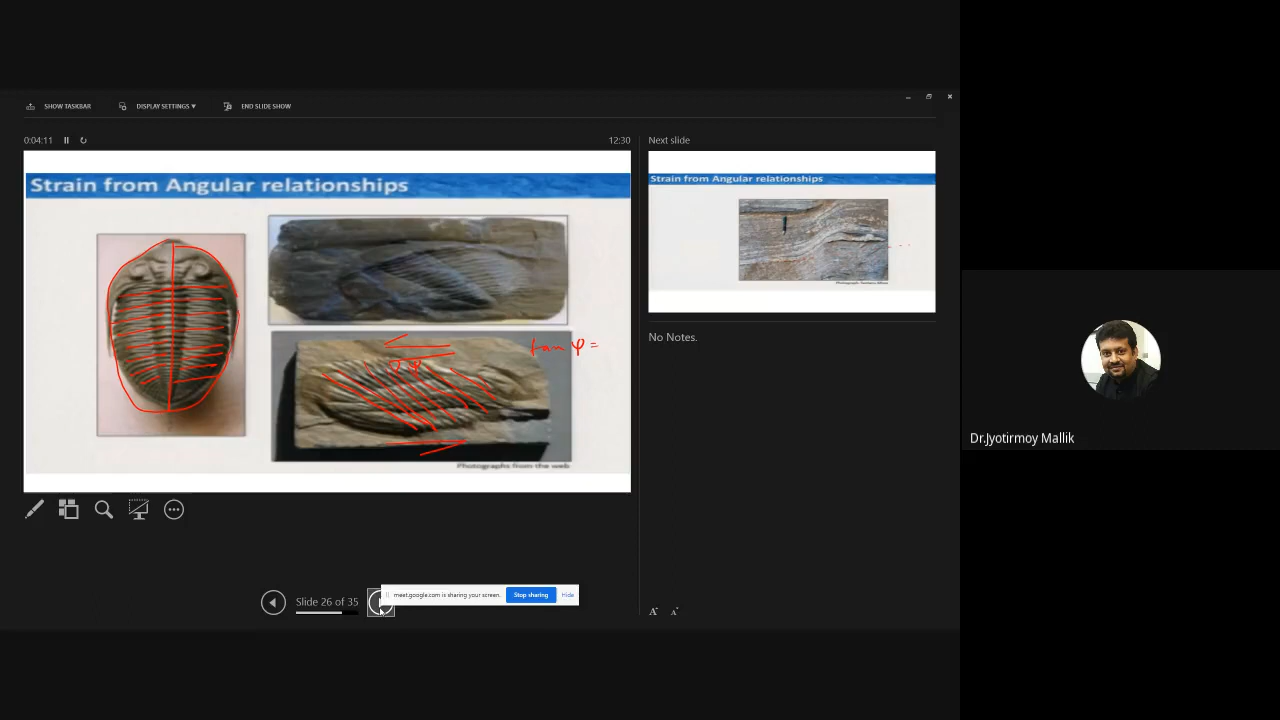 SHOW TASKBAR
DISPLAY SETTINGS ▾
END SLIDE SHOW
0:04:11
12:30
Next slide
Strain from Angular relationships
Strain from Angular relationships
tan ψ =
ψ
No Notes.
Photographs from the web
Dr.Jyotirmoy Mallik
Slide 26 of 35
meet.google.com is sharing your screen.
Stop sharing
Hide
A
A